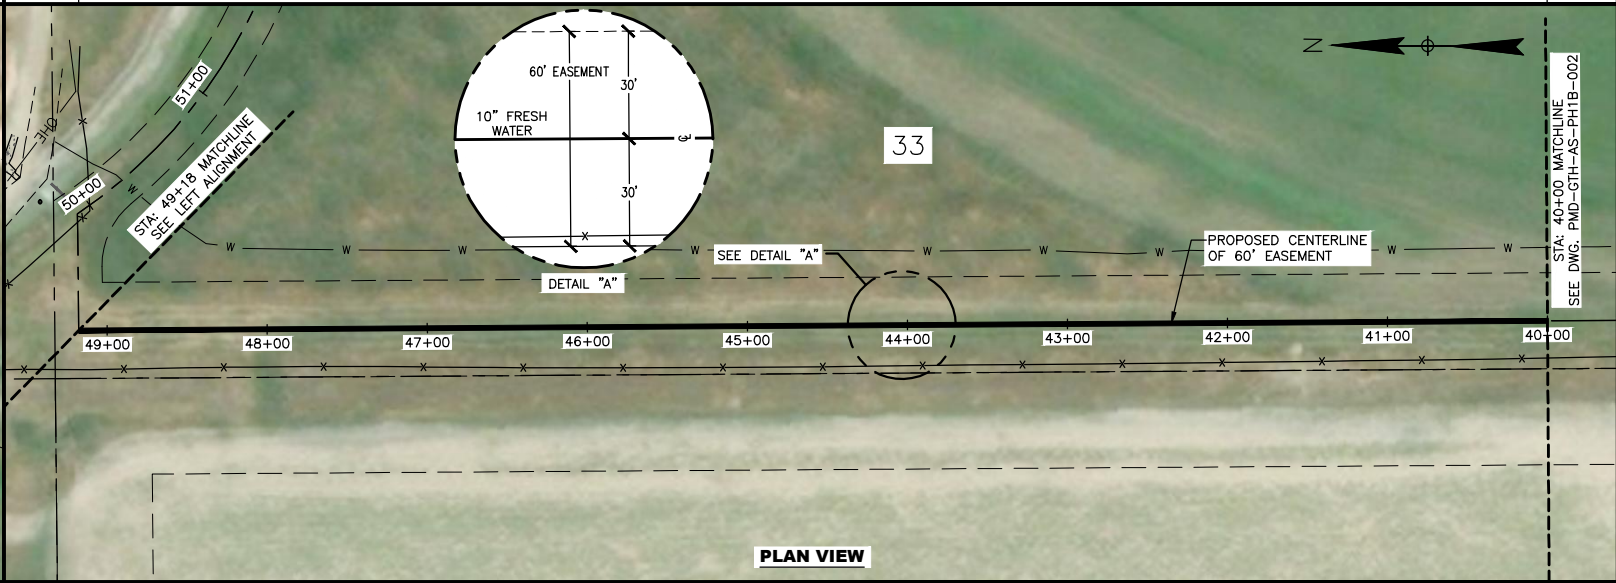 51+00
OHE
50+00
W
STA: 49+18 MATCHLINE
SEE LEFT ALIGNMENT
60' EASEMENT
30'
10" FRESH
WATER
℄
30'
X
DETAIL "A"
33
N
STA: 40+00 MATCHLINE
SEE DWG. PMD-GTH-AS-PH1B-002
W W W W W W W W W W
SEE DETAIL "A"
PROPOSED CENTERLINE
OF 60' EASEMENT
49+00 48+00 47+00 46+00 45+00 44+00 43+00 42+00 41+00 40+00
X X X X X X X X X X X X X X X X
PLAN VIEW